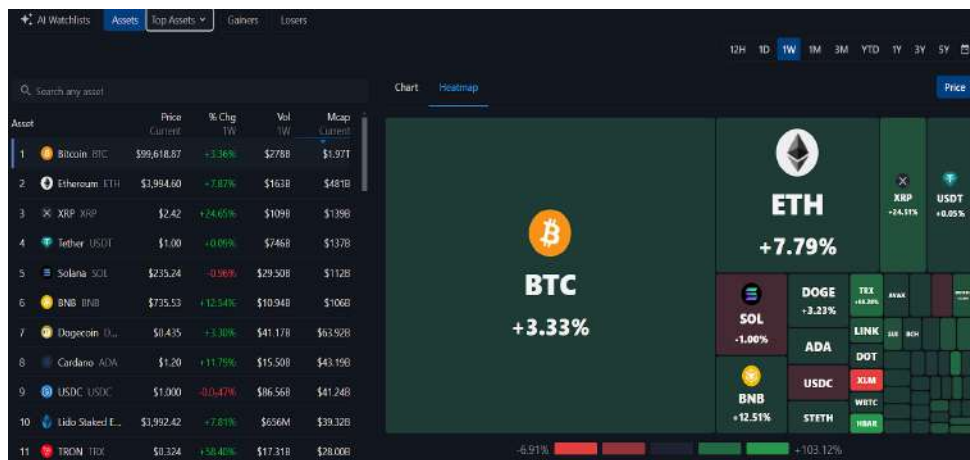 AI Watchlists Assets Top Assets Gainers Losers
12H 1D 1W 1M 3M YTD 1Y 3Y 5Y
Search any asset
Chart Heatmap Price
Asset Price % Chg Vol Mcap
Current 1W 1W Current
1 Bitcoin BTC $99,618.87 +3.36% $278B $1.97T
2 Ethereum ETH $3,994.60 +7.87% $163B $481B
3 XRP XRP $2.42 +24.65% $109B $139B
4 Tether USDT $1.00 +0.09% $746B $137B
5 Solana SOL $235.24 -0.96% $29.50B $112B
6 BNB BNB $735.53 +12.54% $10.94B $106B
7 Dogecoin D... $0.435 +3.30% $41.17B $63.92B
8 Cardano ADA $1.20 +11.79% $15.50B $43.19B
9 USDC USDC $1.000 $86.56B $41.24B
10 Lido Staked E... $3,992.42 +7.81% $656M $39.32B
11 TRON TRX $0.324 +58.40% $17.31B $28.00B
BTC
+3.33%
ETH
+7.79%
XRP
+24.51%
USDT
+0.05%
SOL
-1.00%
BNB
+12.51%
DOGE
+3.23%
ADA
USDC
STETH
TRX
LINK
DOT
XLM
WBTC
HBAR
AVAX
SUI BCH
-6.91% +103.12%